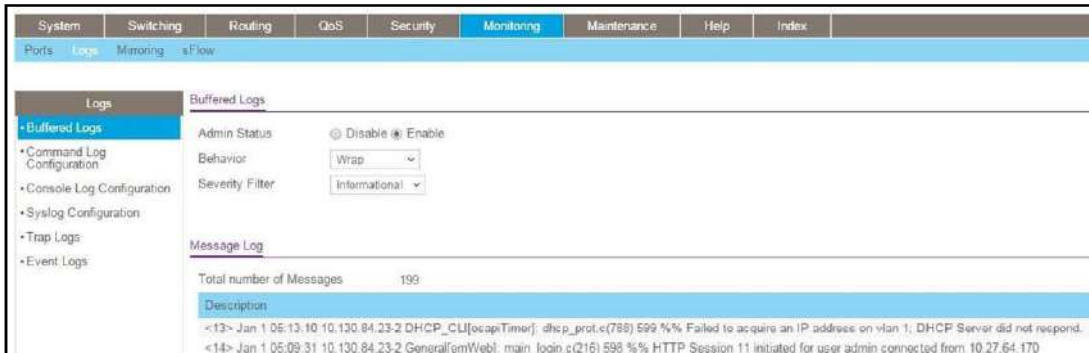 System Switching Routing QoS Security Monitoring Maintenance Help Index
Ports Logs Mirroring sFlow
Logs
• Buffered Logs
• Command Log
Configuration
• Console Log Configuration
• Syslog Configuration
• Trap Logs
• Event Logs
Buffered Logs
Admin Status Disable Enable
Behavior Wrap
Severity Filter Informational
Message Log
Total number of Messages 199
Description
<13> Jan 1 05:13:10 10.130.84.23-2 DHCP_CLI[osapiTimer]: dhcp_prot.c(788) 599 %% Failed to acquire an IP address on vlan 1; DHCP Server did not respond.
<14> Jan 1 05:09:31 10.130.84.23-2 General[emWeb]: main_login.c(216) 598 %% HTTP Session 11 initiated for user admin connected from 10.27.64.170